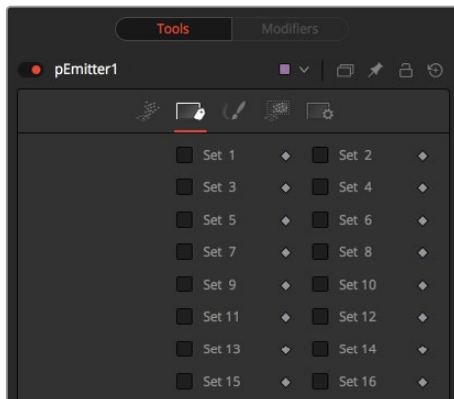 Tools Modifiers
pEmitter1
Set 1 Set 2
Set 3 Set 4
Set 5 Set 6
Set 7 Set 8
Set 9 Set 10
Set 11 Set 12
Set 13 Set 14
Set 15 Set 16